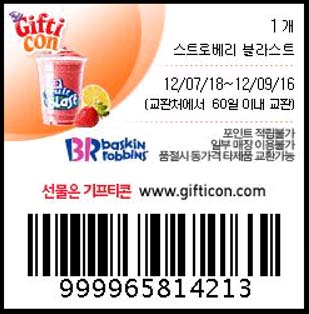 Gifti
con
1 개
스트로베리 블라스트
Fruit
Blast
12/07/18~12/09/16
(교환처에서 60일 이내 교환)
BR baskin
robbins
포인트 적립불가
일부 매장 이용불가
품절시 동가격 타제품 교환가능
선물은 기프티콘 www.gifticon.com
999965814213